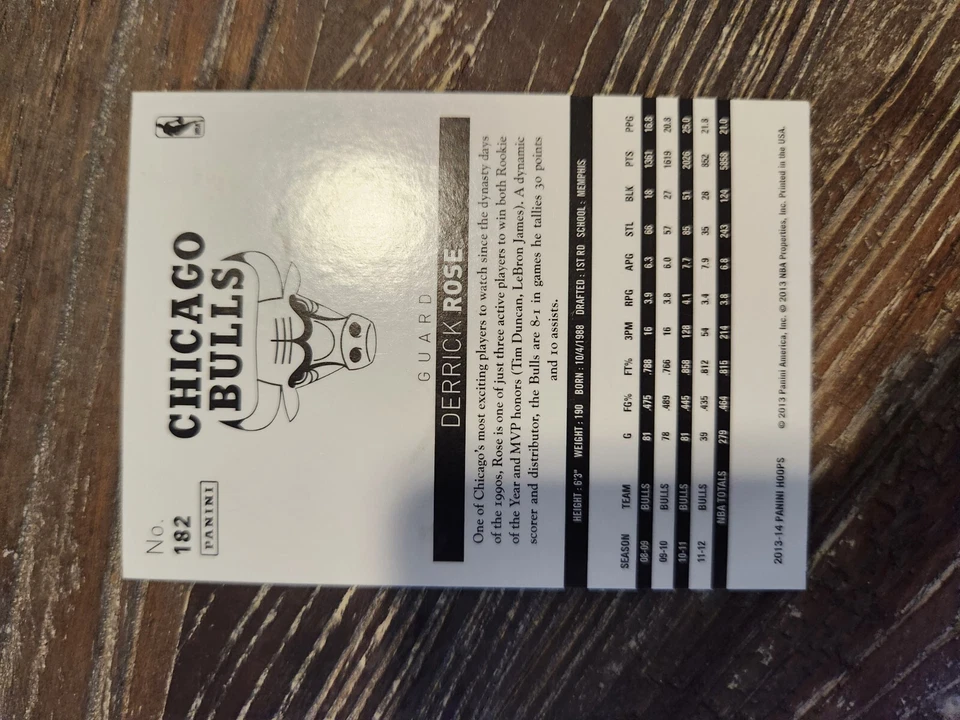 No.
182
PANINI
CHICAGO
BULLS
GUARD
DERRICK ROSE
One of Chicago's most exciting players to watch since the dynasty days
of the 1990s, Rose is one of just three active players to win both Rookie
of the Year and MVP honors (Tim Duncan, LeBron James). A dynamic
scorer and distributor, the Bulls are 8-1 in games he tallies 30 points
and 10 assists.
HEIGHT: 6'3" WEIGHT: 190 BORN: 10/4/1988 DRAFTED: 1ST RD SCHOOL: MEMPHIS
SEASON TEAM G FG% FT% 3PM RPG APG STL BLK PTS PPG
08-09 BULLS 81 .475 .788 16 3.9 6.3 66 18 1361 16.8
09-10 BULLS 78 .489 .766 16 3.8 6.0 57 27 1619 20.8
10-11 BULLS 81 .445 .858 128 4.1 7.7 85 51 2026 25.0
11-12 BULLS 39 .435 .812 54 3.4 7.9 35 28 852 21.8
NBA TOTALS 279 .464 .815 214 3.8 6.8 243 124 5858 21.0
2013-14 PANINI HOOPS © 2013 Panini America, Inc. © 2013 NBA Properties, Inc. Printed in the USA.